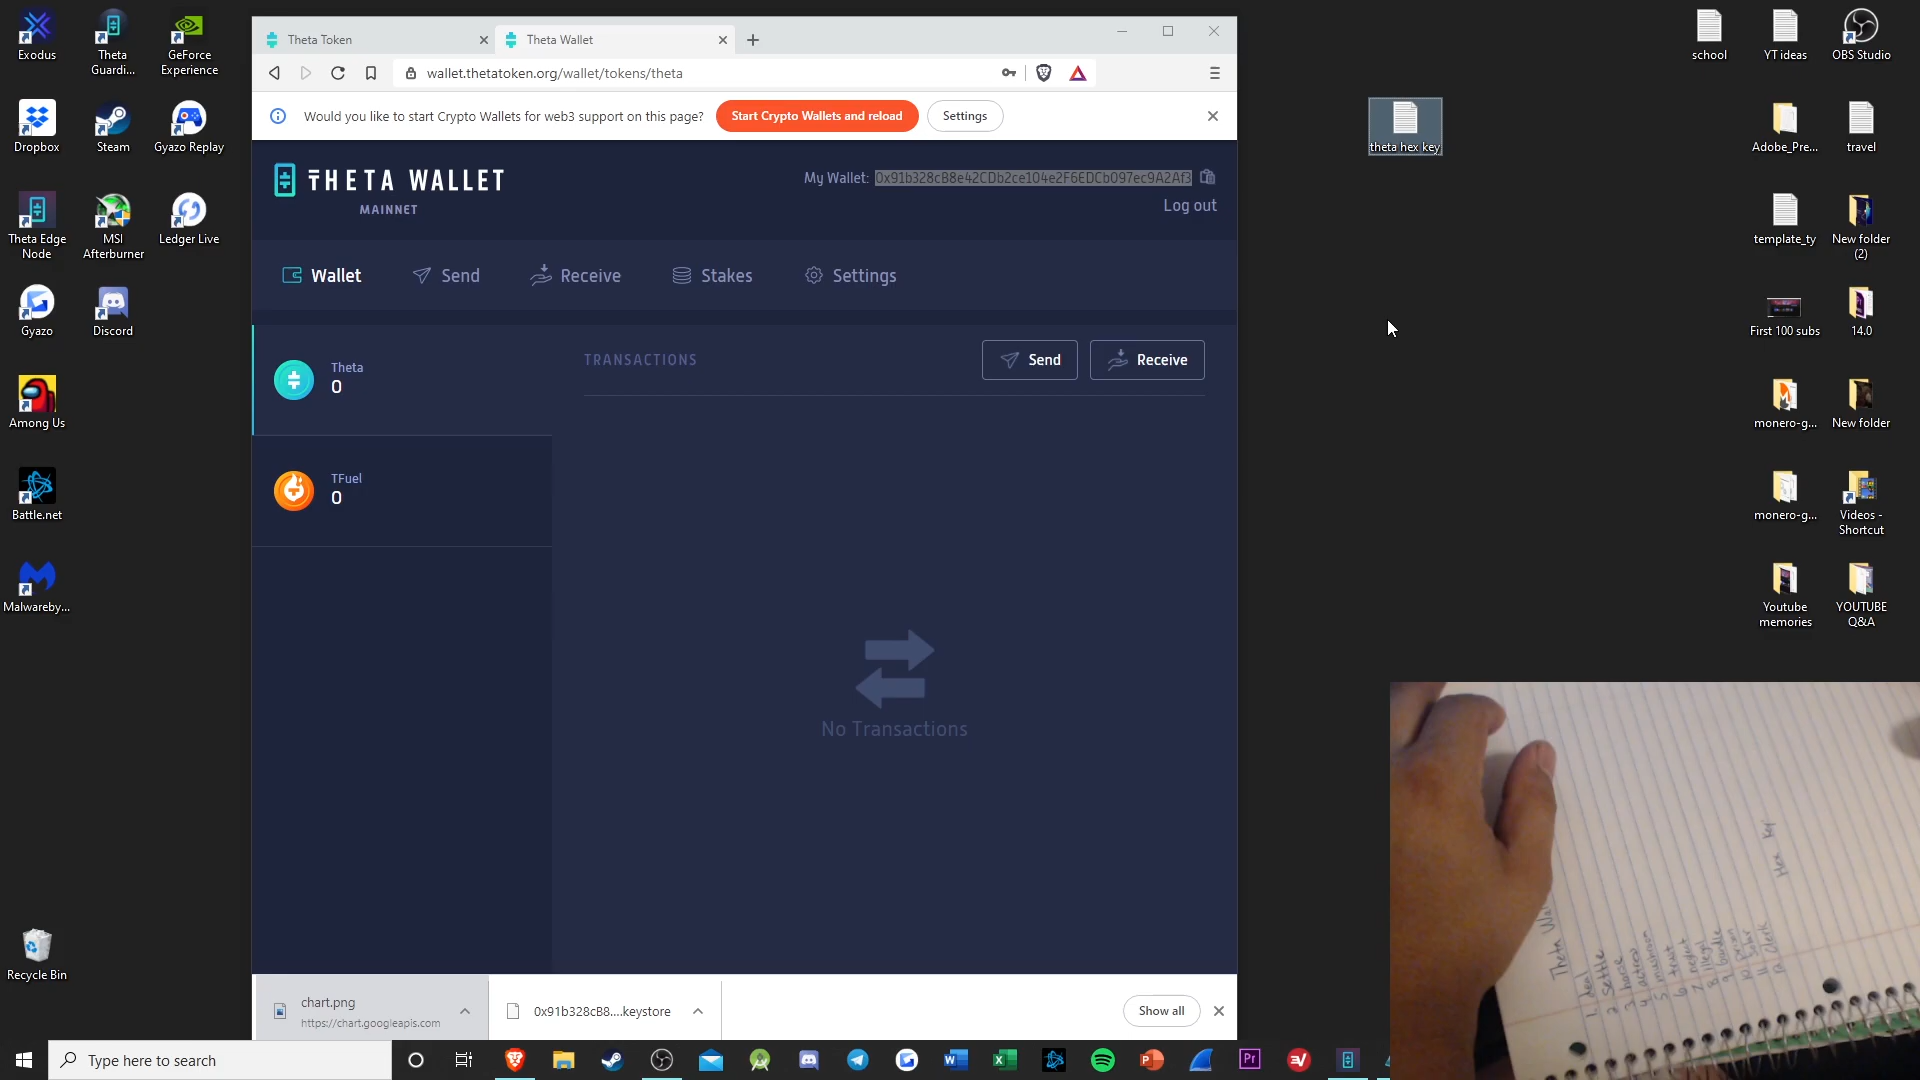 Exodus
Theta Guardi...
GeForce Experience
Dropbox
Steam
Gyazo Replay
Theta Edge Node
MSI Afterburner
Ledger Live
Gyazo
Discord
Among Us
Battle.net
Malwareby...
Recycle Bin
Theta Token
Theta Wallet
wallet.thetatoken.org/wallet/tokens/theta
Would you like to start Crypto Wallets for web3 support on this page?
Start Crypto Wallets and reload
Settings
THETA WALLET
MAINNET
My Wallet: 0x91b328cB8e42CDb2ce104e2F6EDCb097ec9A2Af3
Log out
Wallet
Send
Receive
Stakes
Settings
Theta
0
TFuel
0
TRANSACTIONS
Send
Receive
No Transactions
chart.png
https://chart.googleapis.com
0x91b328cB8....keystore
Show all
Type here to search
theta hex key
school
YT ideas
OBS Studio
Adobe_Pre...
travel
template_ty
New folder (2)
First 100 subs
14.0
monero-g...
New folder
monero-g...
Videos - Shortcut
Youtube memories
YOUTUBE Q&A
Hex Key